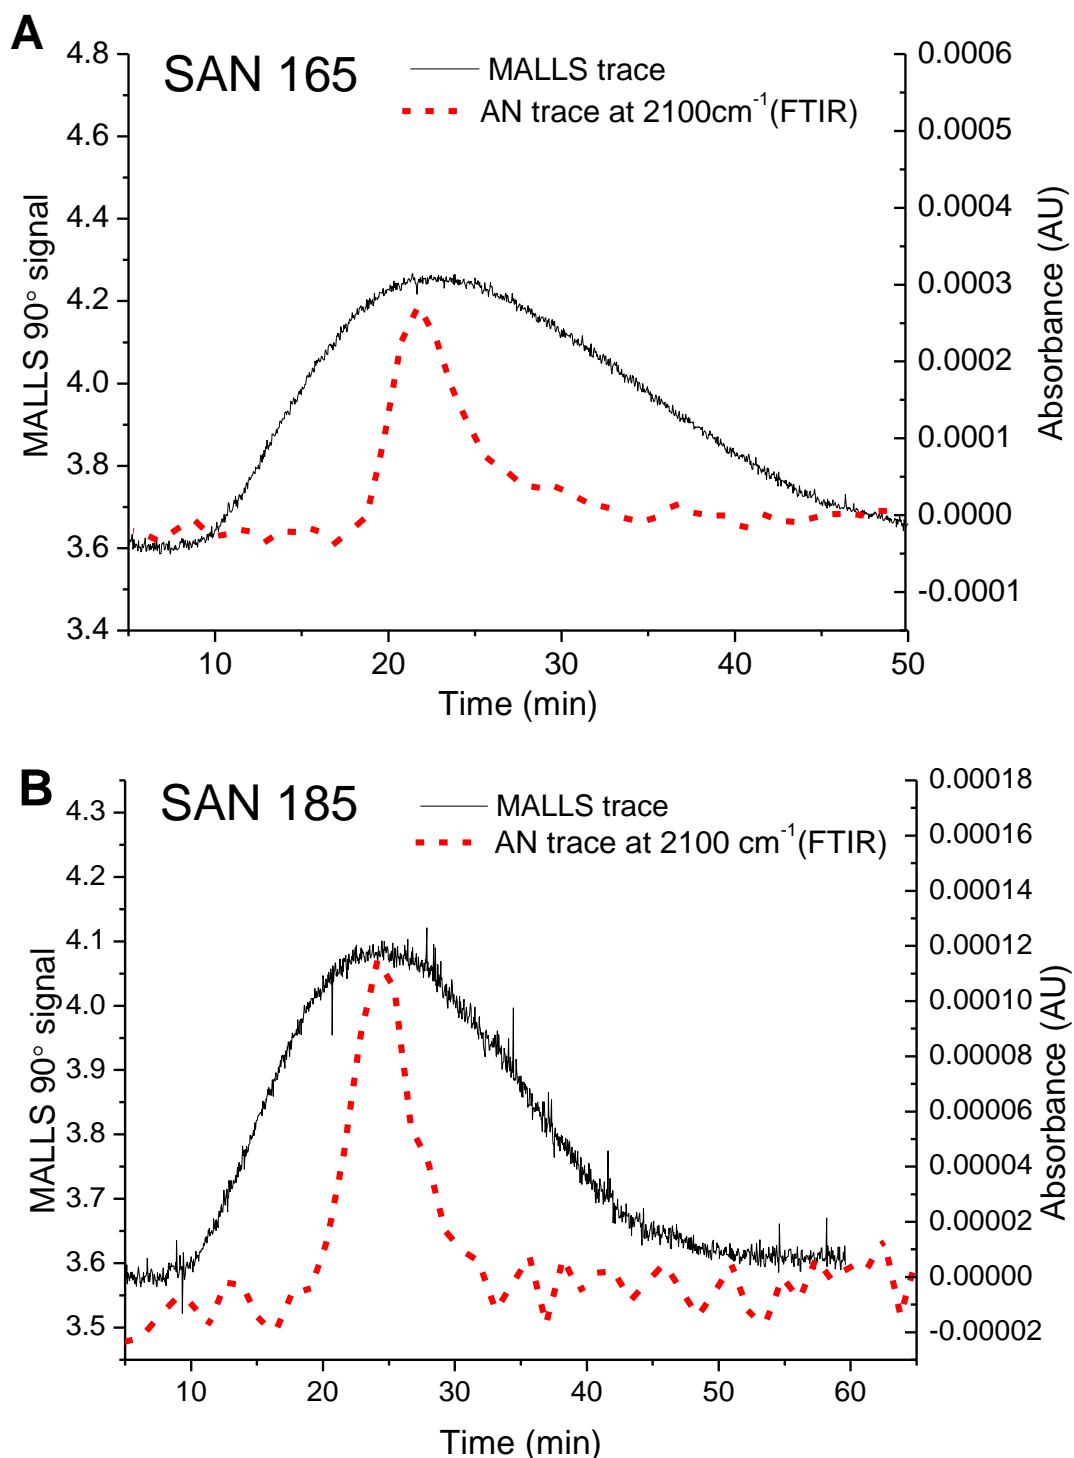 A
SAN 165
MALLS trace
AN trace at 2100cm⁻¹(FTIR)
MALLS 90° signal
4.8
4.6
4.4
4.2
4.0
3.8
3.6
3.4
0.0006
0.0005
0.0004
0.0003
0.0002
0.0001
0.0000
-0.0001
Absorbance (AU)
10 20 30 40 50
Time (min)
B
SAN 185
MALLS trace
AN trace at 2100 cm⁻¹(FTIR)
MALLS 90° signal
4.3
4.2
4.1
4.0
3.9
3.8
3.7
3.6
3.5
0.00018
0.00016
0.00014
0.00012
0.00010
0.00008
0.00006
0.00004
0.00002
0.00000
-0.00002
Absorbance (AU)
10 20 30 40 50 60
Time (min)